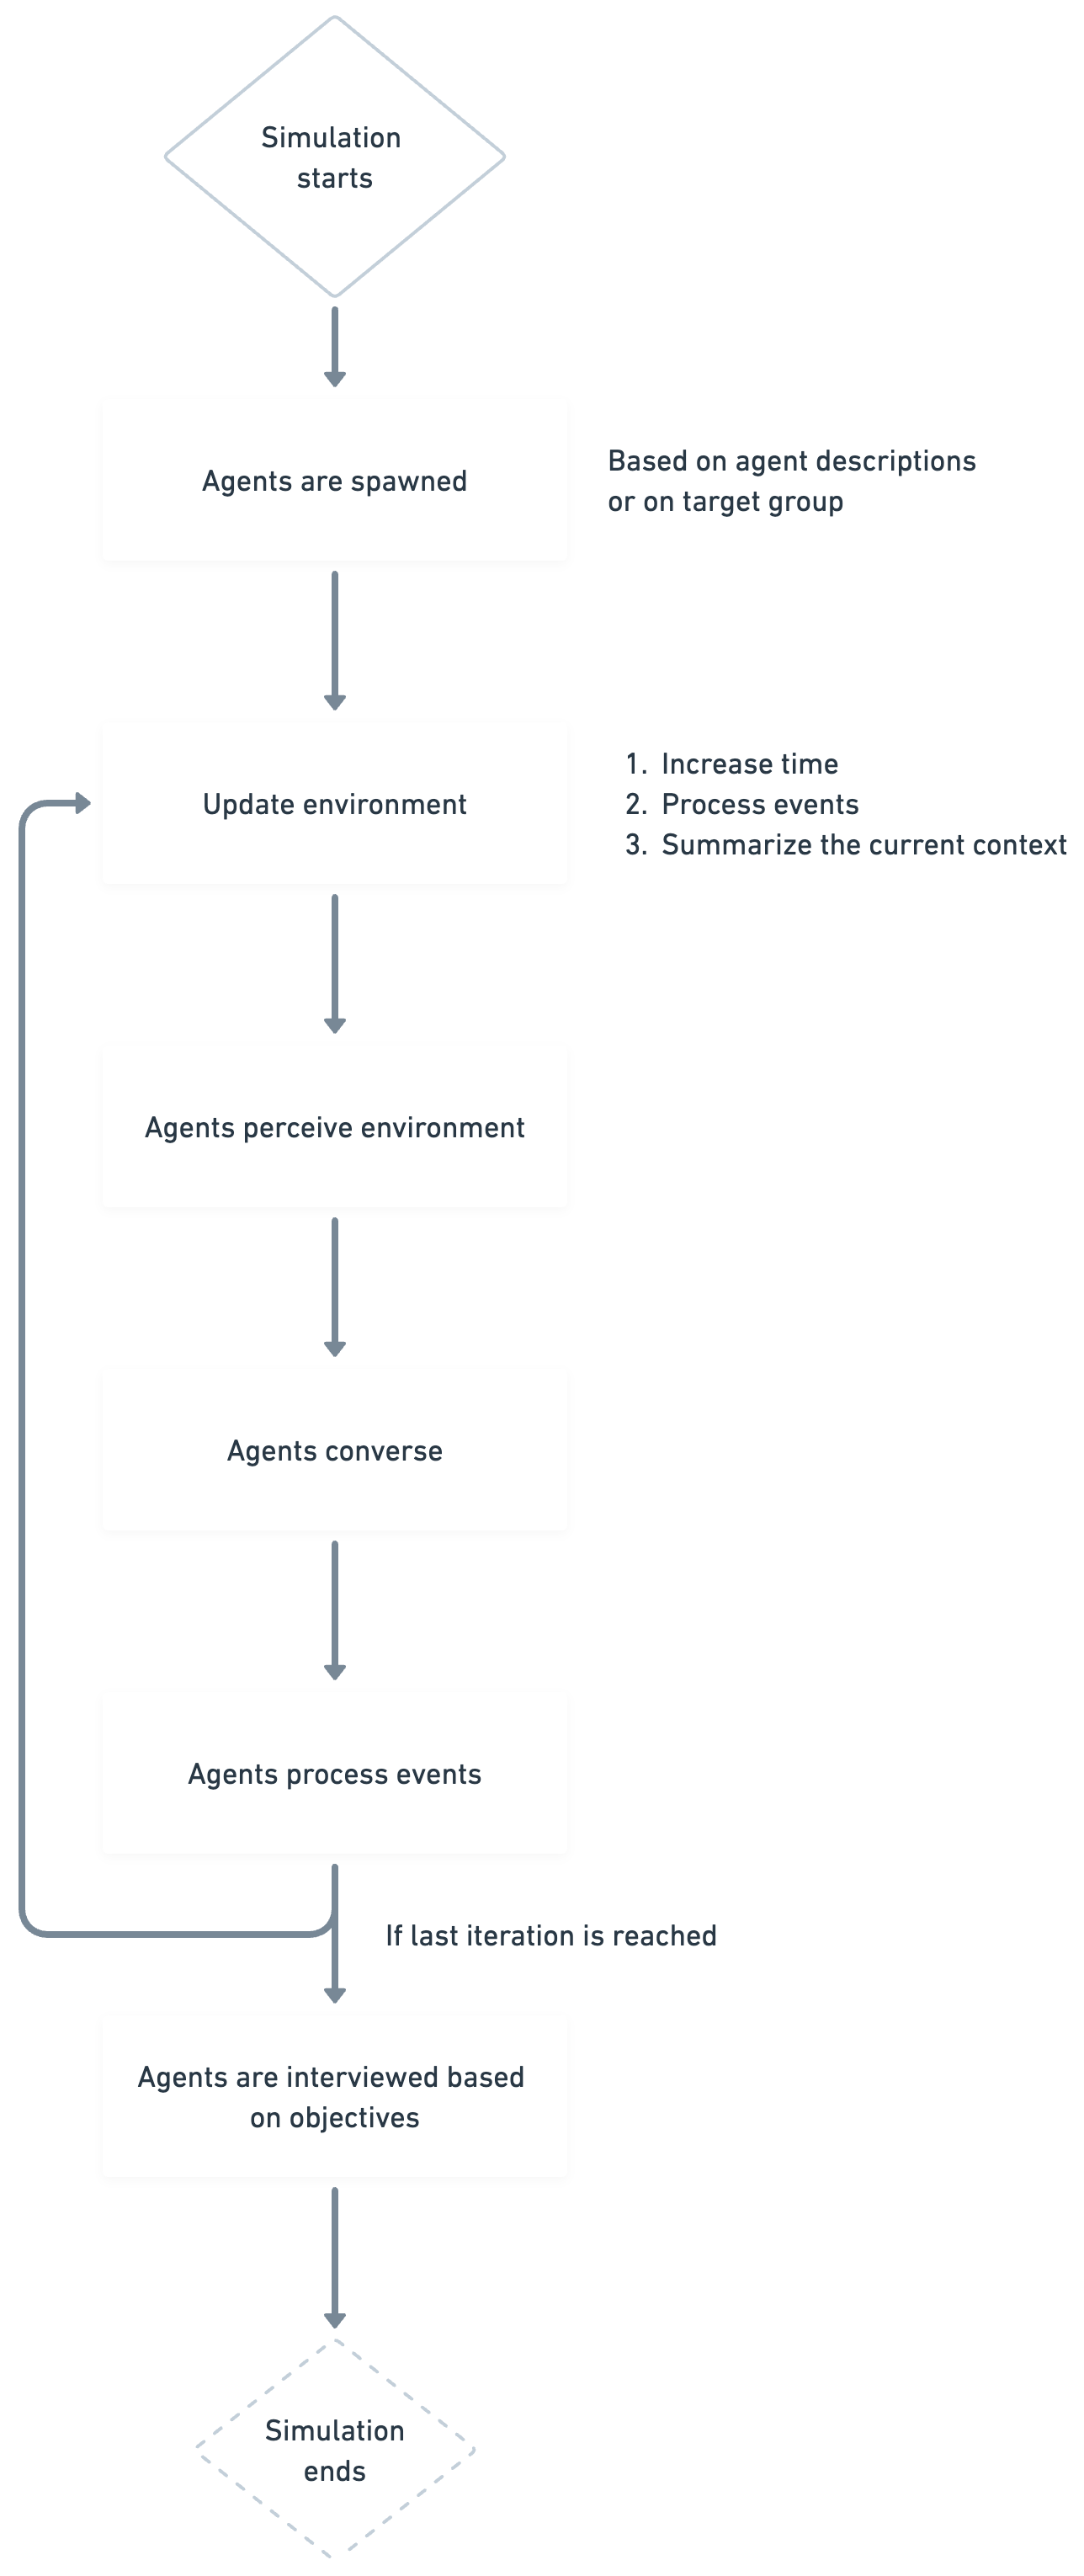 Simulation
starts
Agents are spawned
Based on agent descriptions
or on target group
Update environment
1. Increase time
2. Process events
3. Summarize the current context
Agents perceive environment
Agents converse
Agents process events
If last iteration is reached
Agents are interviewed based
on objectives
Simulation
ends